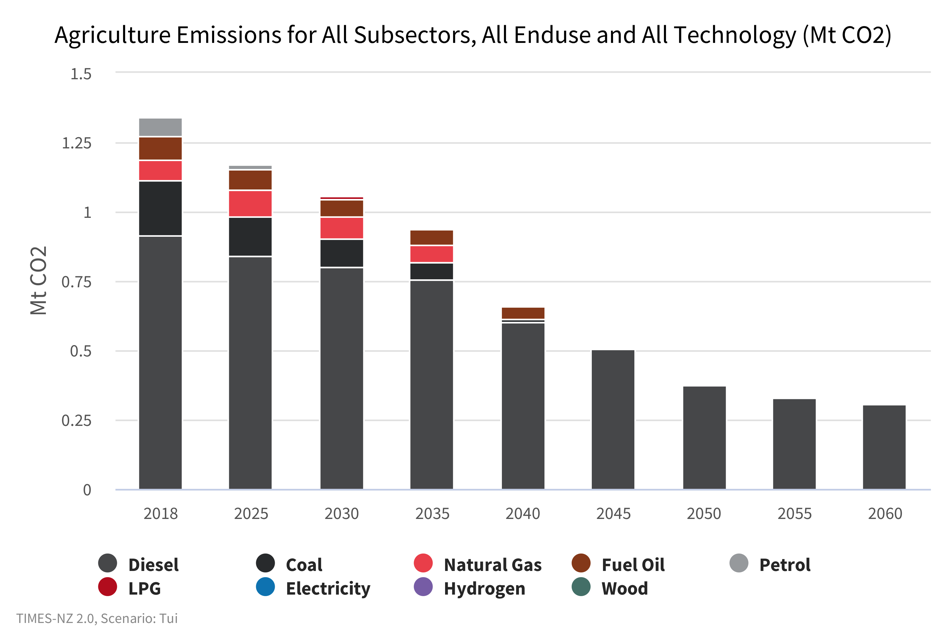 Agriculture Emissions for All Subsectors, All Enduse and All Technology (Mt CO2)
Mt CO2
1.5
1.25
1
0.75
0.5
0.25
0
2018 2025 2030 2035 2040 2045 2050 2055 2060
Diesel Coal Natural Gas Fuel Oil Petrol
LPG Electricity Hydrogen Wood
TIMES-NZ 2.0, Scenario: Tui